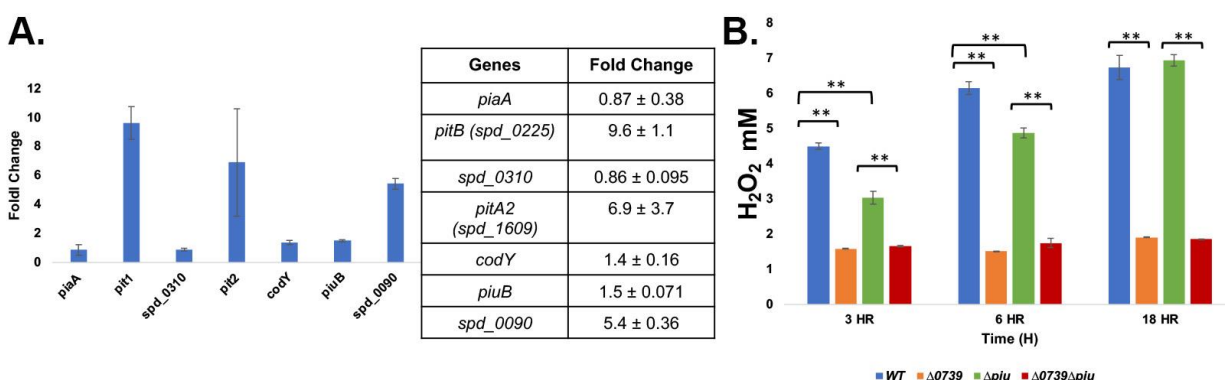 A.
Fold Change
12
10
8
6
4
2
0
piaA
pit1
spd_0310
pit2
codY
piuB
spd_0090
Genes Fold Change
piaA 0.87 ± 0.38
pitB (spd_0225) 9.6 ± 1.1
spd_0310 0.86 ± 0.095
pitA2
(spd_1609) 6.9 ± 3.7
codY 1.4 ± 0.16
piuB 1.5 ± 0.071
spd_0090 5.4 ± 0.36
B.
H₂O₂ mM
8
7
6
5
4
3
2
1
0
** ** **
** ** **
** **
3 HR 6 HR 18 HR
Time (H)
WT Δ0739 Δpiu Δ0739Δpiu